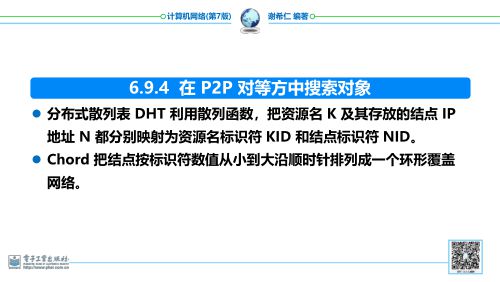 计算机网络(第7版)
谢希仁 编著
6.9.4 在 P2P 对等方中搜索对象
分布式散列表 DHT 利用散列函数，把资源名 K 及其存放的结点 IP
地址 N 都分别映射为资源名标识符 KID 和结点标识符 NID。
Chord 把结点按标识符数值从小到大沿顺时针排列成一个环形覆盖
网络。
电子工业出版社
http://www.phei.com.cn